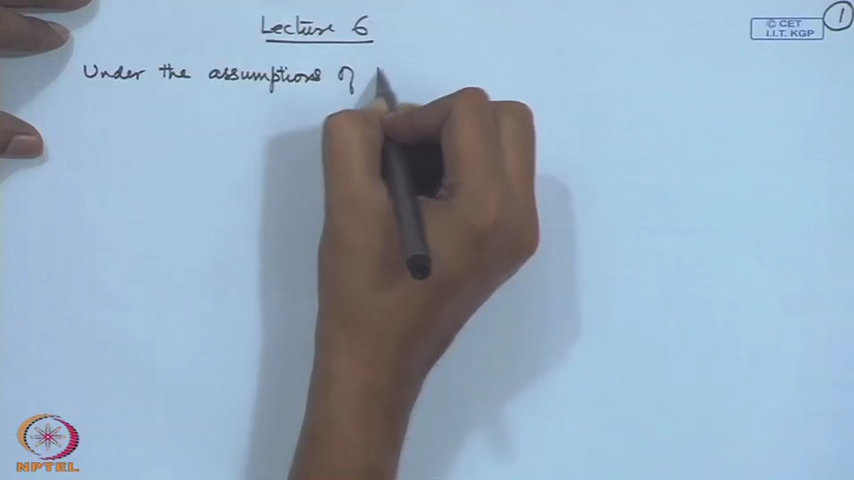 Lecture 6
© CET
I.I.T. KGP
1
Under the assumptions of
NPTEL